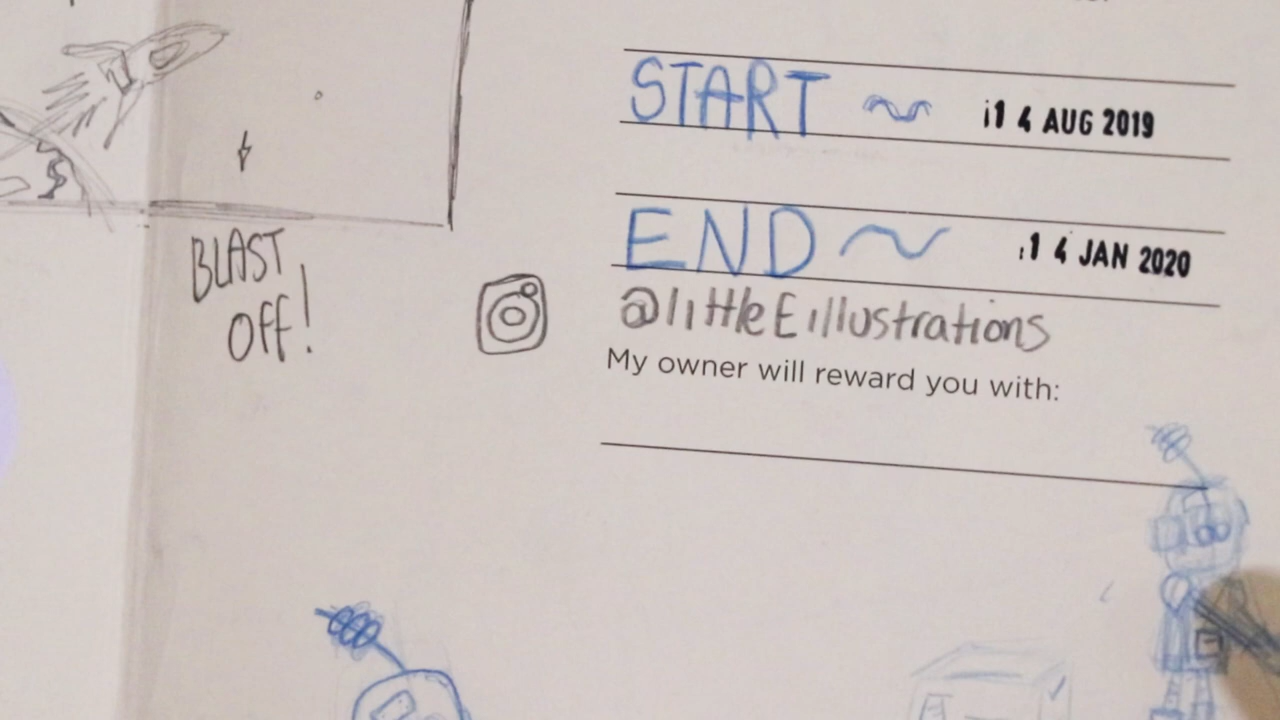 START ~ 14 AUG 2019
END ~ 14 JAN 2020
@littleEillustrations
My owner will reward you with:
BLAST
Off!